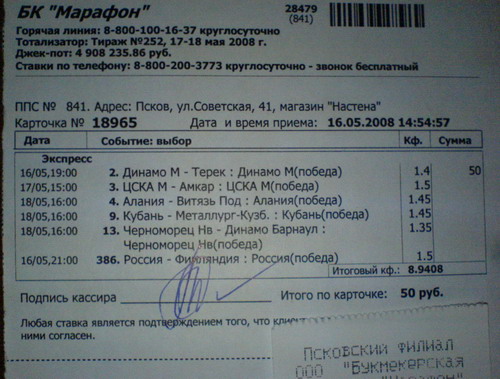 БК "Марафон"
28479
(841)
Горячая линия: 8-800-100-16-37 круглосуточно
Тотализатор: Тираж №252, 17-18 мая 2008 г.
Джек-пот: 4 908 235.86 руб.
Ставки по телефону: 8-800-200-3773 круглосуточно - звонок бесплатный
ППС № 841. Адрес: Псков, ул.Советская, 41, магазин "Настена"
Карточка № 18965 Дата и время приема: 16.05.2008 14:54:57
Дата Событие: выбор Кф. Сумма
Экспресс
16/05,19:00 2. Динамо М - Терек : Динамо М(победа) 1.4 50
17/05,15:00 3. ЦСКА М - Амкар : ЦСКА М(победа) 1.5
18/05,16:00 4. Алания - Витязь Под : Алания(победа) 1.45
18/05,16:00 9. Кубань - Металлург-Кузб. : Кубань(победа) 1.45
18/05,16:00 13. Черноморец Нв - Динамо Барнаул : 1.35
Черноморец Нв(победа)
16/05,21:00 386. Россия - Финляндия : Россия(победа) 1.5
Итоговый кф.: 8.9408
Подпись кассира Итого по карточке: 50 руб.
Любая ставка является подтверждением того, что
ними согласен.
Псковский филиал
ООО "Букмекерская